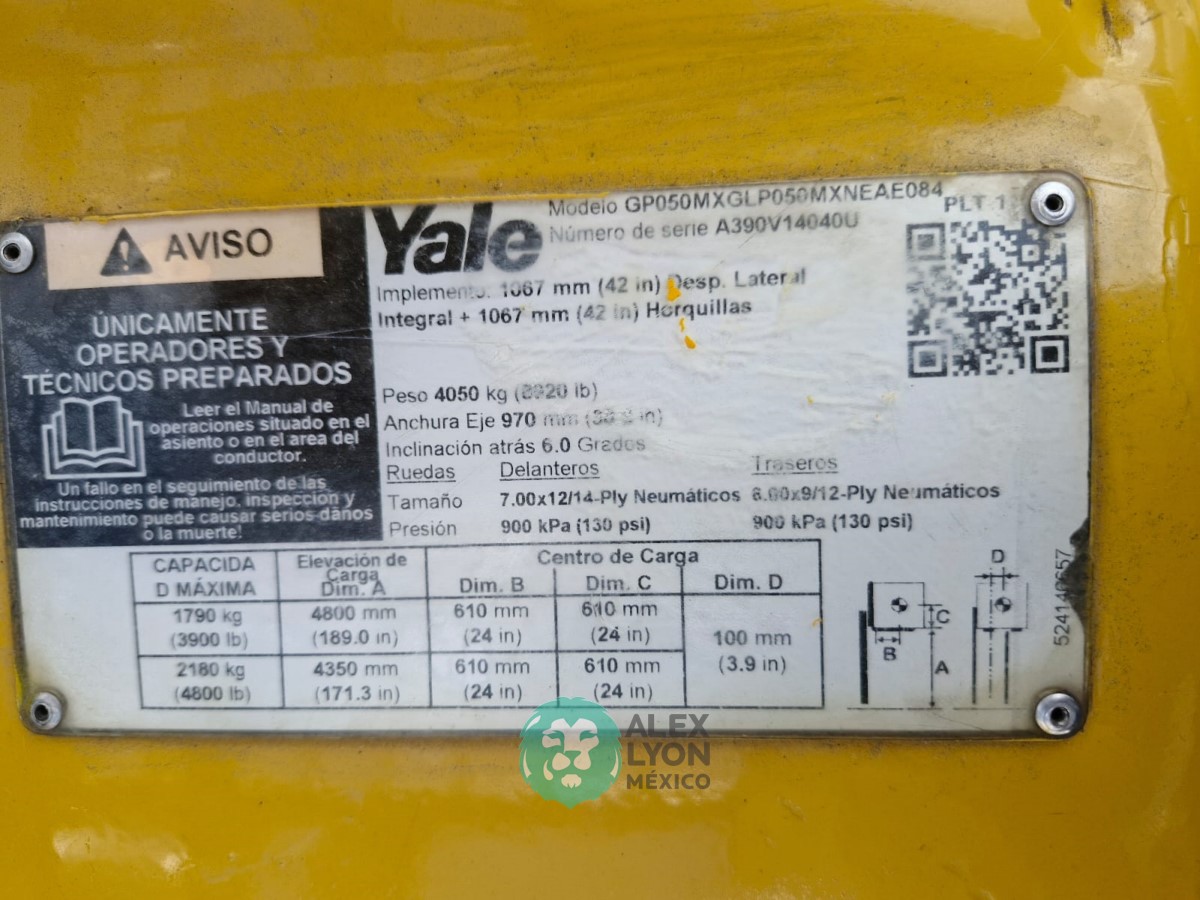 AVISO
ÚNICAMENTE
OPERADORES Y
TÉCNICOS PREPARADOS
Leer el Manual de
operaciones situado en el
asiento o en el area del
conductor.
Un fallo en el seguimiento de las
instrucciones de manejo, inspección y
mantenimiento puede causar serios daños
o la muerte!
Yale
Modelo GP050MXGLP050MXNEAE084
PLT 1
Número de serie A390V14040U
Implemento: 1067 mm (42 in) Desp. Lateral
Integral + 1067 mm (42 in) Horquillas
Peso 4050 kg (8920 lb)
Anchura Eje 970 mm
Inclinación atrás 6.0 Grados
Ruedas Delanteros Traseros
Tamaño 7.00x12/14-Ply Neumáticos 6.00x9/12-Ply Neumáticos
Presión 900 kPa (130 psi) 900 kPa (130 psi)
CAPACIDA
D MÁXIMA
Elevación de
Carga
Dim. A
Centro de Carga
Dim. B Dim. C Dim. D
1790 kg 4800 mm 610 mm 610 mm
(3900 lb) (189.0 in) (24 in) (24 in)
100 mm
(3.9 in)
2180 kg 4350 mm 610 mm 610 mm
(4800 lb) (171.3 in) (24 in) (24 in)
B
C
A
D
ALEX
LYON
MÉXICO